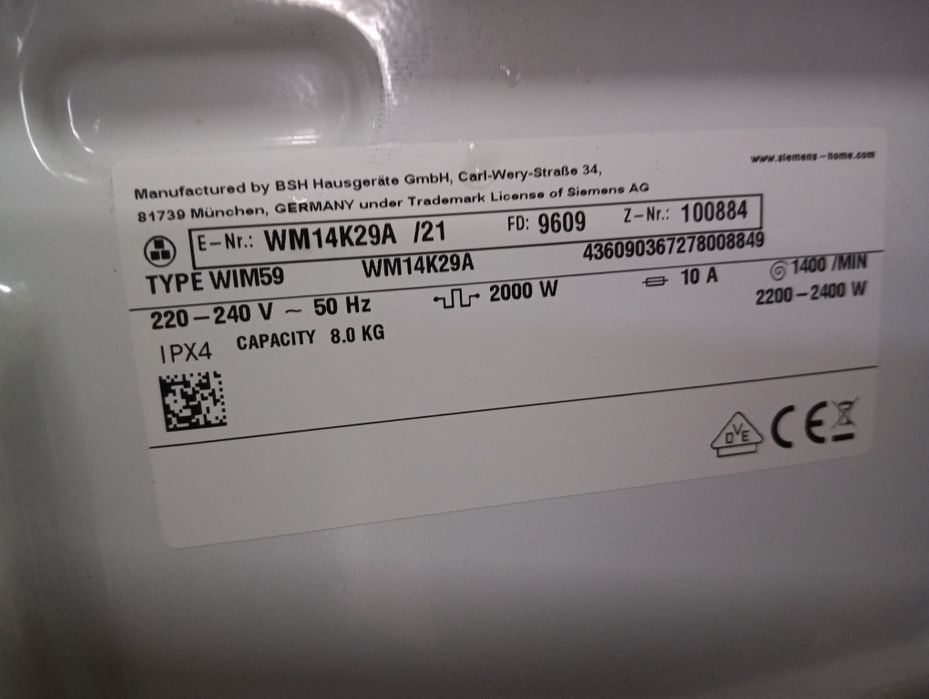 www.siemens-home.com
Manufactured by BSH Hausgeräte GmbH, Carl-Wery-Straße 34,
81739 München, GERMANY under Trademark License of Siemens AG
E-Nr.: WM14K29A /21 FD: 9609 Z-Nr.: 100884
TYPE WIM59 WM14K29A 436090367278008849
220-240 V ~ 50 Hz 2000 W 10 A 1400 /MIN
2200-2400 W
IPX4 CAPACITY 8.0 KG
DVE CE